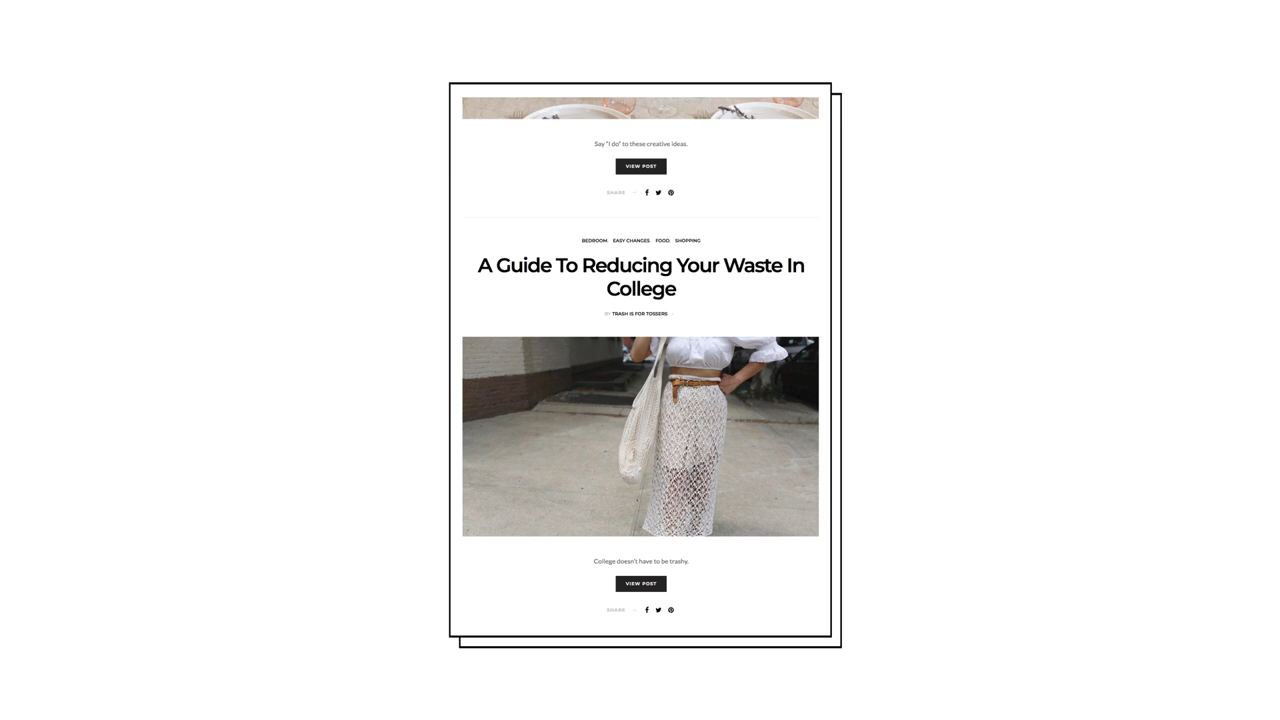 Say "I do" to these creative ideas.
VIEW POST
SHARE
BEDROOM EASY CHANGES FOOD SHOPPING
A Guide To Reducing Your Waste In
College
BY TRASH IS FOR TOSSERS
College doesn't have to be trashy.
VIEW POST
SHARE